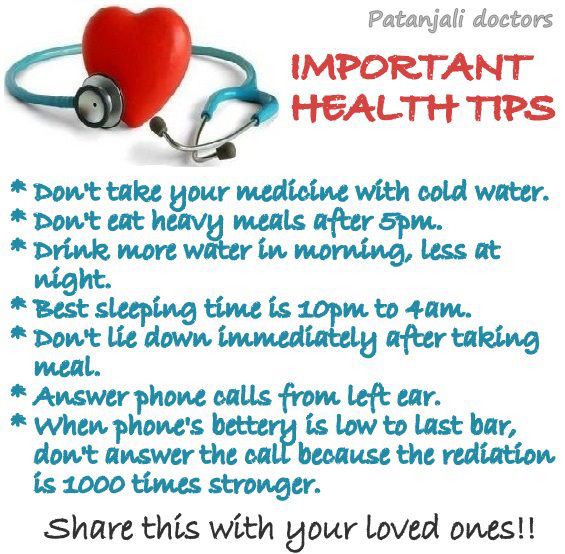 Patanjali doctors
IMPORTANT
HEALTH TIPS
* Don't take your medicine with cold water.
* Don't eat heavy meals after 5pm.
* Drink more water in morning, less at
night.
* Best sleeping time is 10pm to 4am.
* Don't lie down immediately after taking
meal.
* Answer phone calls from left ear.
* When phone's bettery is low to last bar,
don't answer the call because the rediation
is 1000 times stronger.
Share this with your loved ones!!